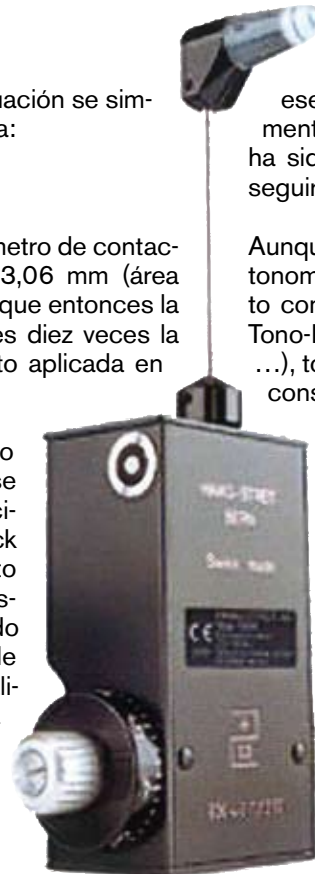 uación se sim-
a:
metro de contac-
3,06 mm (área
que entonces la
es diez veces la
to aplicada en
o
se
ci-
ck
to
s-
do
de
li-
ese
ment
ha sid
seguir
Aunqu
tonom
to con
Tono-
...), to
cons
HAAG-STREIT
BERN
Swiss made
CE